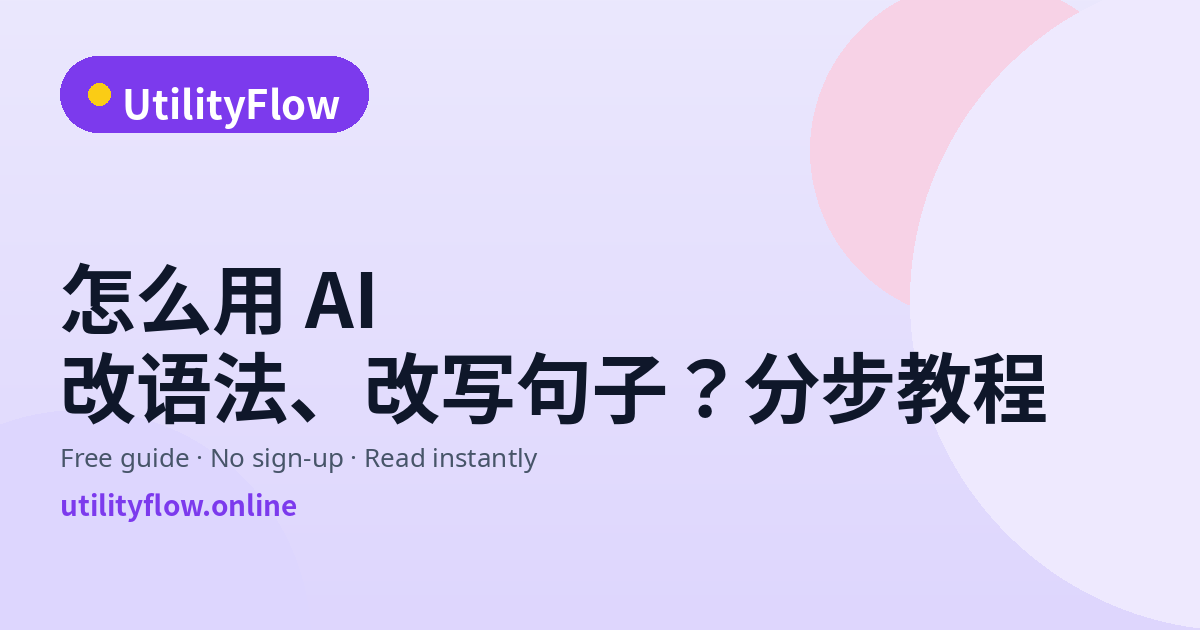 UtilityFlow
怎么用 AI
改语法、改写句子？分步教程
Free guide · No sign-up · Read instantly
utilityflow.online